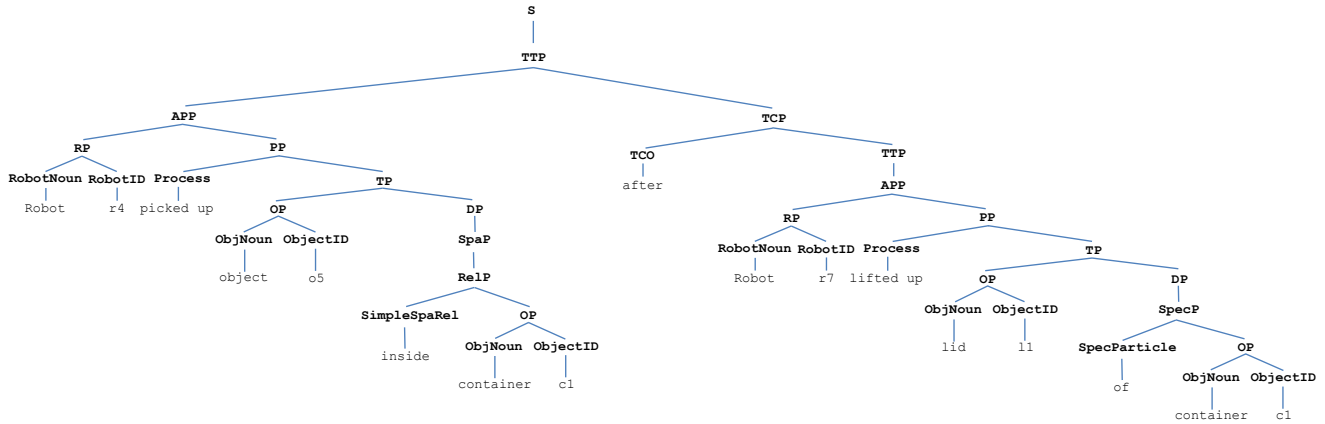 S
TTP
APP
TCP
RP PP
TCO TTP
RobotNoun RobotID Process
TP
after
APP
Robot r4 picked up
OP DP
RP PP
ObjNoun ObjectID SpaP
RobotNoun RobotID Process
TP
object o5
RelP
Robot r7 lifted up
OP DP
SimpleSpaRel OP
ObjNoun ObjectID SpecP
inside
ObjNoun ObjectID
lid l1
SpecParticle OP
container c1
of
ObjNoun ObjectID
container c1